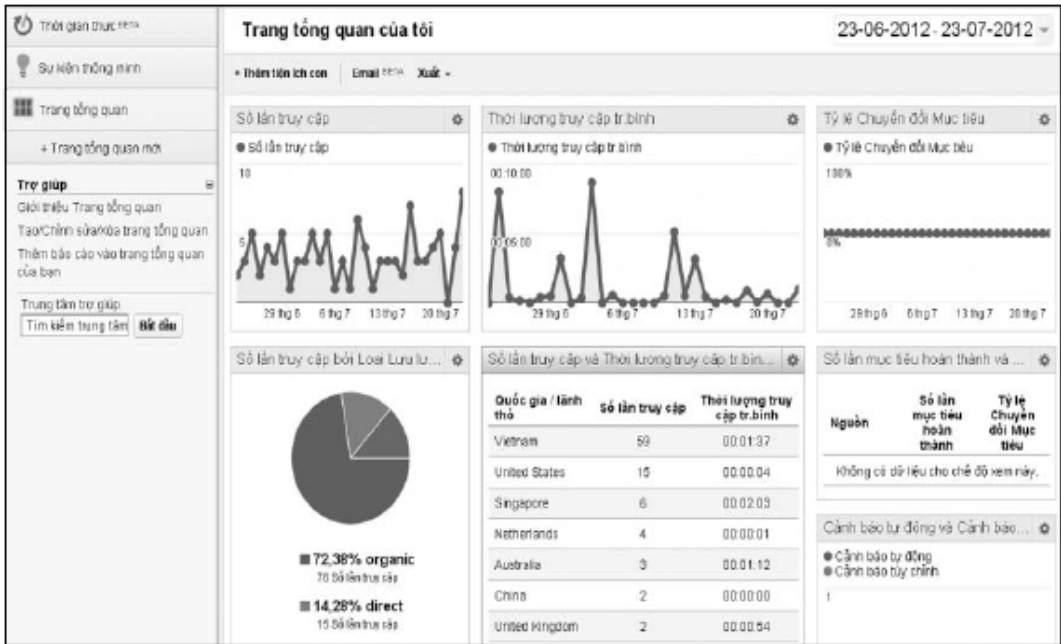 Thời gian thực BETA
Sự kiện thông minh
Trang tổng quan
+ Trang tổng quan mới
Trợ giúp
Giới thiệu Trang tổng quan
Tạo/Chỉnh sửa/Xóa trang tổng quan
Thêm báo cáo vào trang tổng quan
của bạn
Trung tâm trợ giúp
Tìm kiếm trung tâm Bắt đầu
Trang tổng quan của tôi
23-06-2012 - 23-07-2012
+ Thêm tiện ích con Email BETA Xuất
Số lần truy cập
Số lần truy cập
10
5
29 thg 6 6 thg 7 13 thg 7 20 thg 7
Thời lượng truy cập tr.bình
Thời lượng truy cập tr.bình
00:10:00
00:05:00
29 thg 6 6 thg 7 13 thg 7 20 thg 7
Tỷ lệ Chuyển đổi Mục tiêu
Tỷ lệ Chuyển đổi Mục tiêu
100%
0%
29 thg 6 6 thg 7 13 thg 7 20 thg 7
Số lần truy cập bởi Loại Lưu lư...
72,38% organic
76 Số lần truy cập
14,28% direct
15 Số lần truy cập
Số lần truy cập và Thời lượng truy cập tr.bìn...
Quốc gia / lãnh
thổ
Số lần truy cập
Thời lượng truy
cập tr.bình
Vietnam 59 00:01:37
United States 15 00:00:04
Singapore 6 00:02:03
Netherlands 4 00:00:01
Australia 3 00:01:12
China 2 00:00:00
United Kingdom 2 00:00:54
Số lần mục tiêu hoàn thành và ...
Nguồn
Số lần
mục tiêu
hoàn
thành
Tỷ lệ
Chuyển
đổi Mục
tiêu
Không có dữ liệu cho chế độ xem này.
Cảnh báo tự động và Cảnh báo...
Cảnh báo tự động
Cảnh báo tùy chỉnh
1